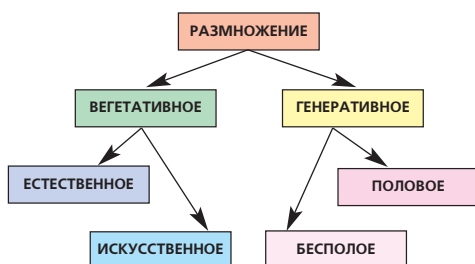 РАЗМНОЖЕНИЕ
ВЕГЕТАТИВНОЕ
ГЕНЕРАТИВНОЕ
ЕСТЕСТВЕННОЕ
ПОЛОВОЕ
ИСКУССТВЕННОЕ
БЕСПОЛОЕ